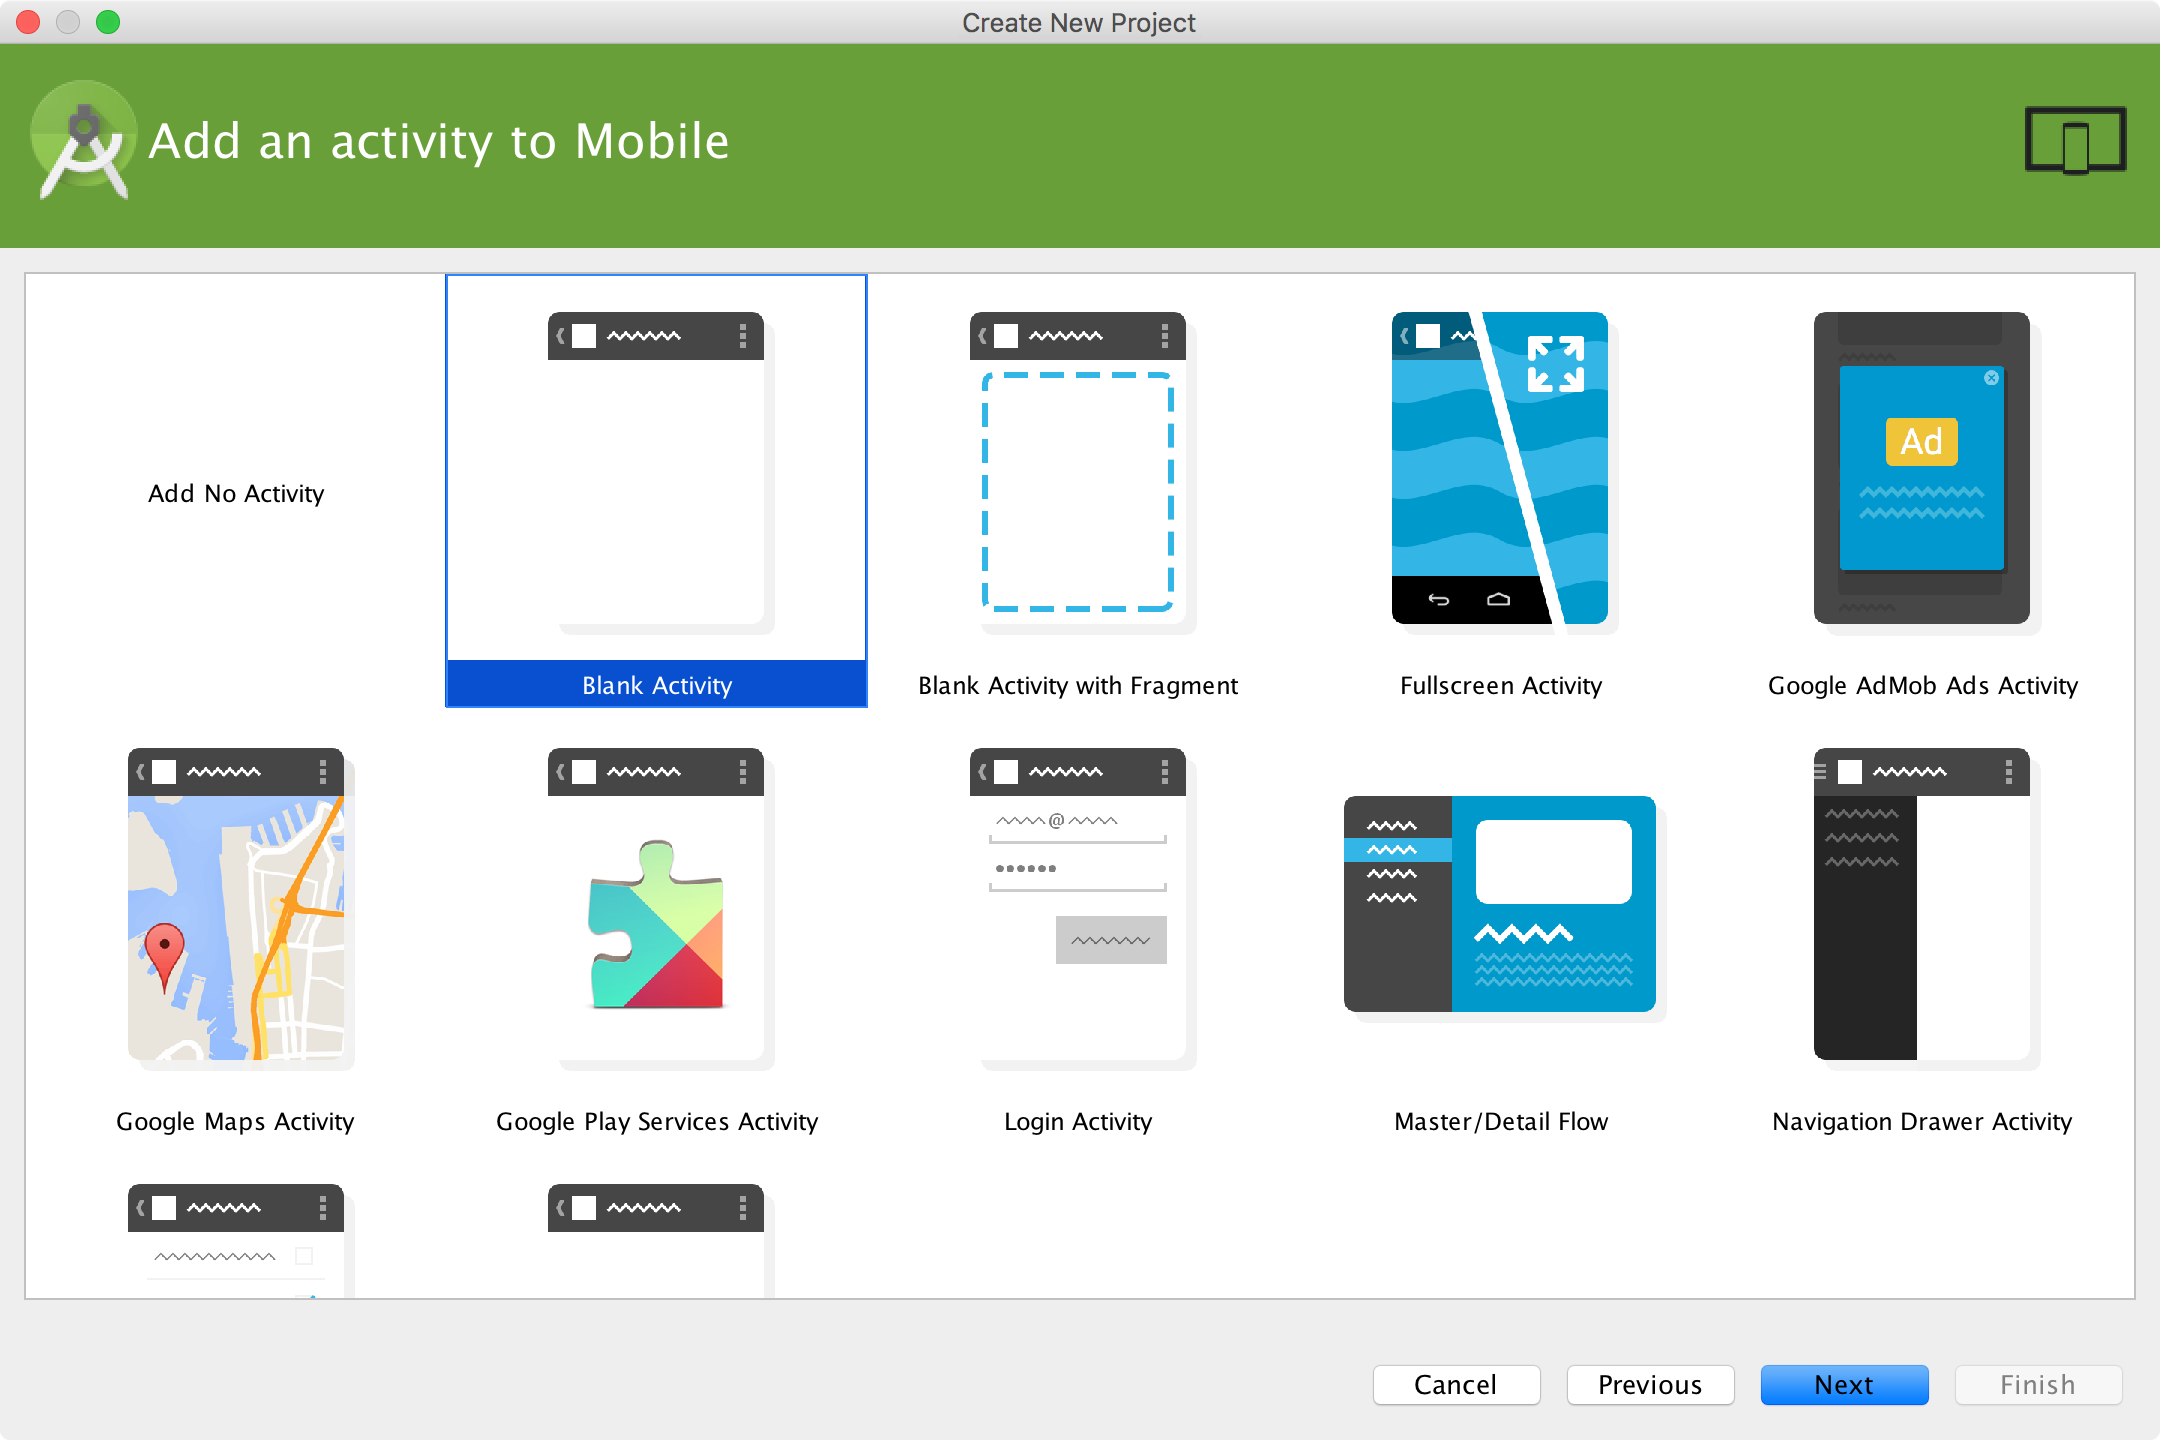 Create New Project
Add an activity to Mobile
Add No Activity
Ad
Blank Activity
Blank Activity with Fragment
Fullscreen Activity
Google AdMob Ads Activity
@
Google Maps Activity
Google Play Services Activity
Login Activity
Master/Detail Flow
Navigation Drawer Activity
Cancel
Previous
Next
Finish